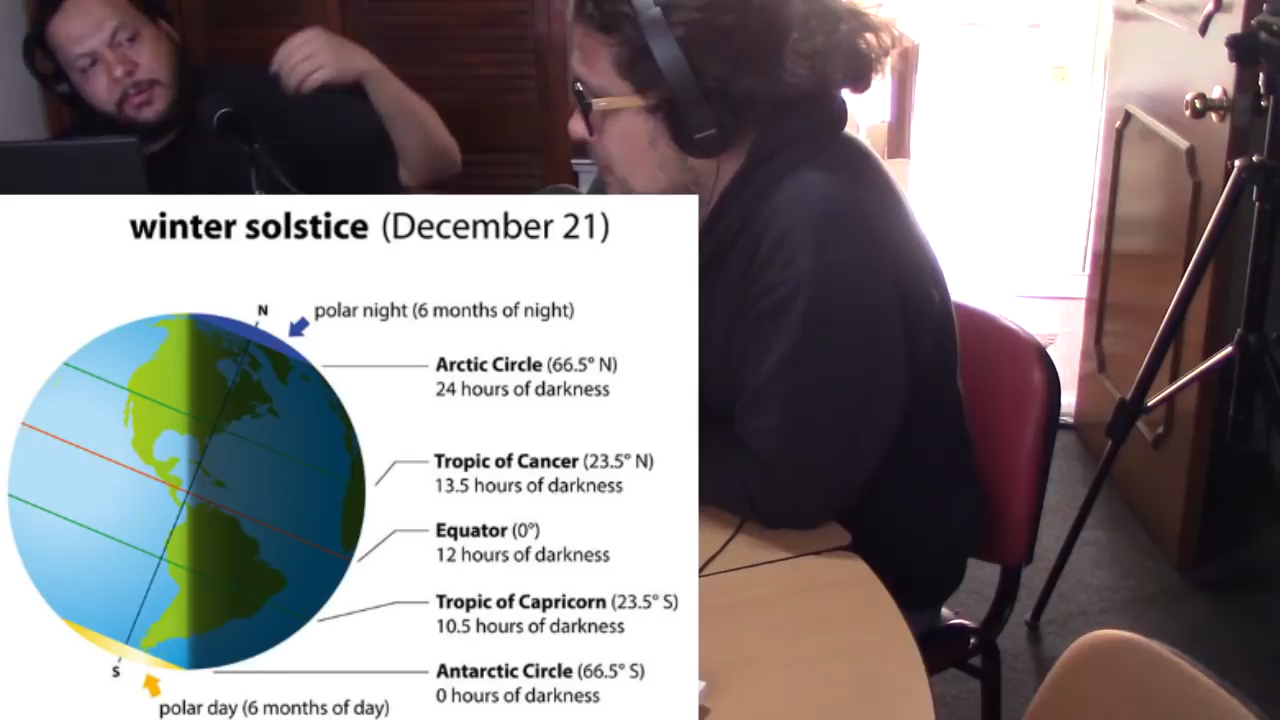 winter solstice (December 21)
N
polar night (6 months of night)
Arctic Circle (66.5° N)
24 hours of darkness
Tropic of Cancer (23.5° N)
13.5 hours of darkness
Equator (0°)
12 hours of darkness
Tropic of Capricorn (23.5° S)
10.5 hours of darkness
Antarctic Circle (66.5° S)
0 hours of darkness
S
polar day (6 months of day)